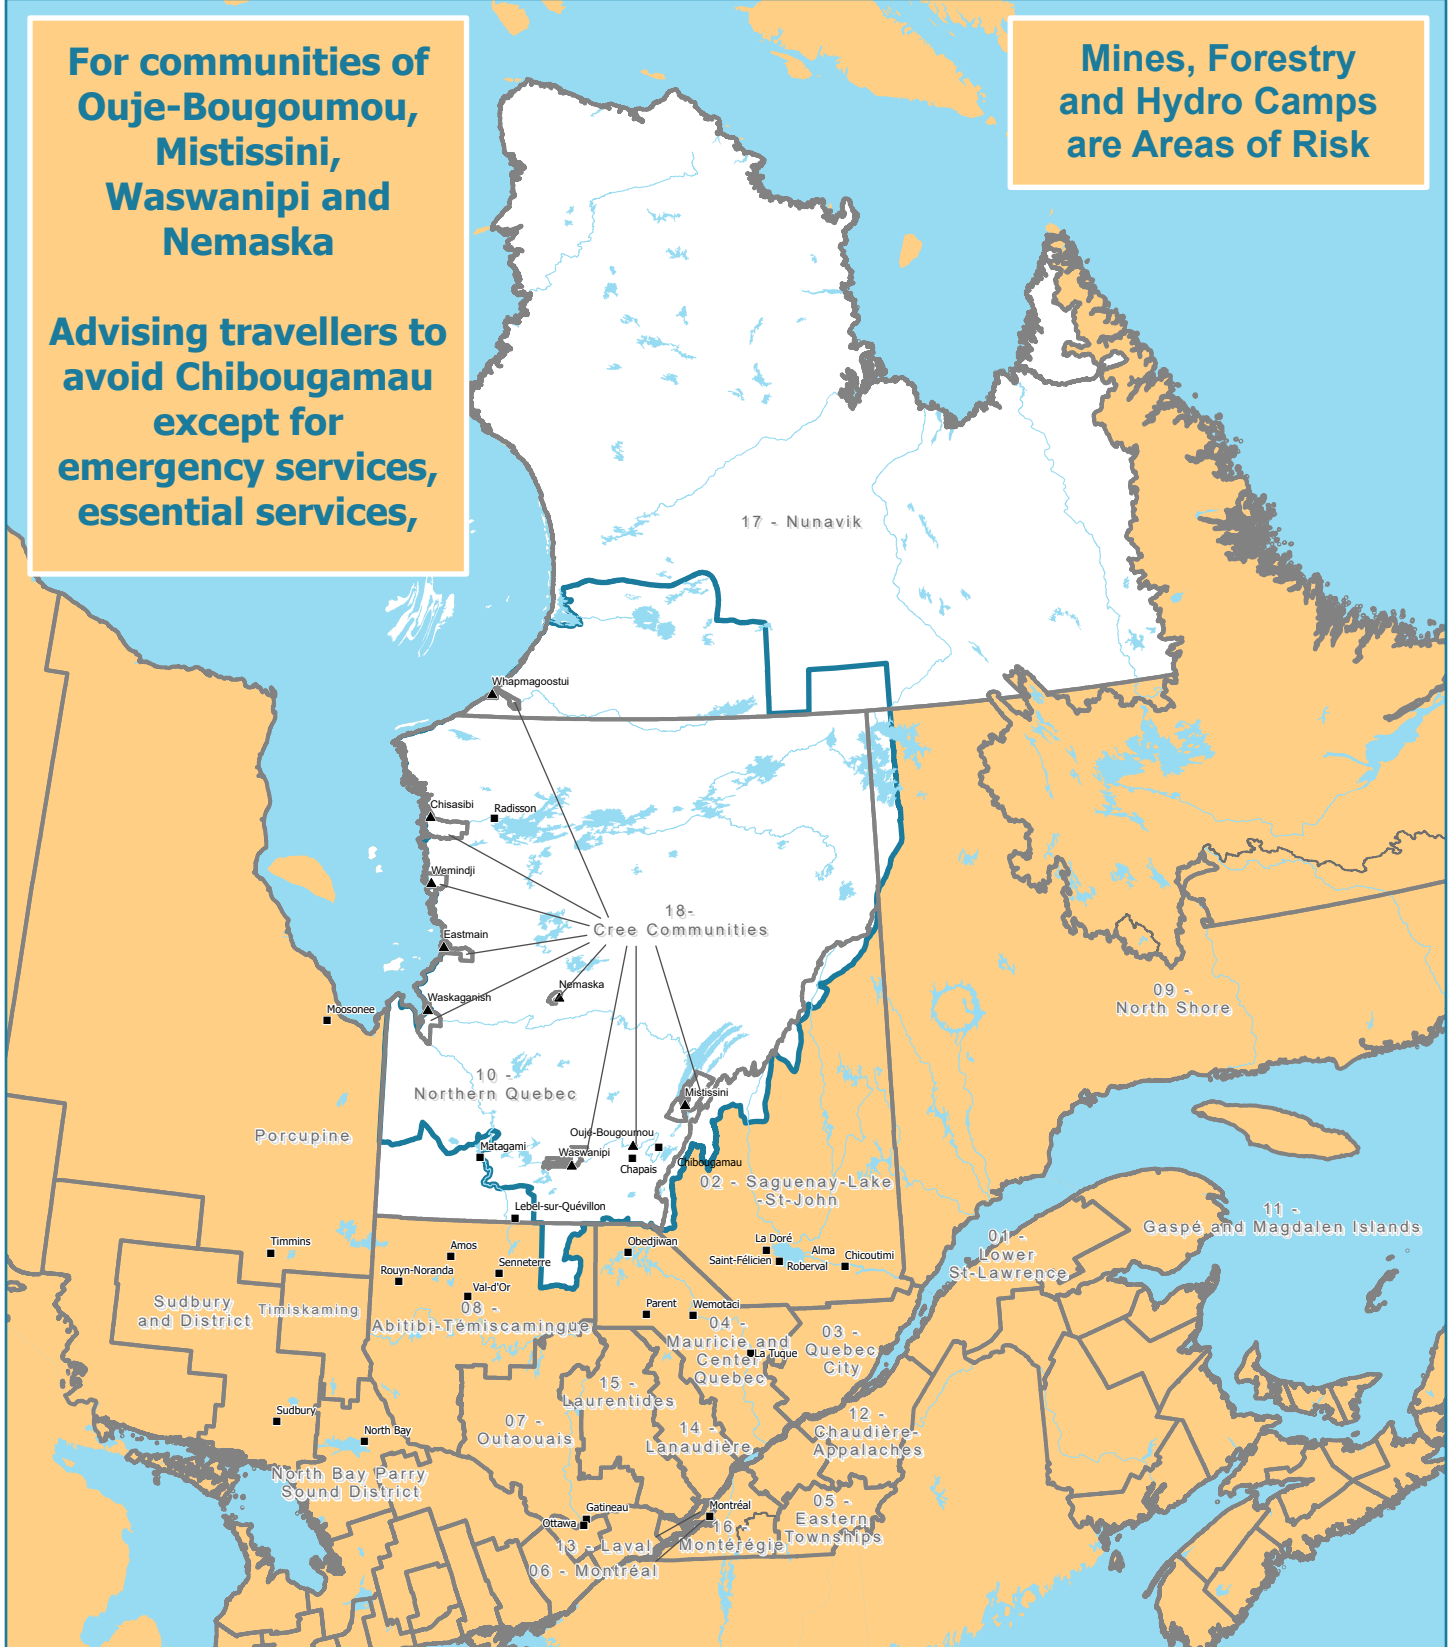 For communities of
Ouje-Bougoumou,
Mistissini,
Waswanipi and
Nemaska
Advising travellers to
avoid Chibougamau
except for
emergency services,
essential services,
Mines, Forestry
and Hydro Camps
are Areas of Risk
17 - Nunavik
Whapmagoostui
Chisasibi
Radisson
Wemindji
18-
Cree Communities
Eastmain
Nemaska
Waskaganish
Moosonee
09 -
North Shore
10 -
Northern Quebec
Mistissini
Porcupine
Oujé-Bougoumou
Matagami
Waswanipi
Chapais
Chibougamau
02 - Saguenay-Lake
-St-John
Lebel-sur-Quévillon
11 -
Gaspé and Magdalen Islands
01 -
Lower
St-Lawrence
Timmins
Amos
Obedjiwan
La Doré
Alma
Chicoutimi
Saint-Félicien
Roberval
Senneterre
Rouyn-Noranda
Val-d'Or
08 -
Abitibi-Témiscamingue
Sudbury
and District
Timiskaming
Parent
Wemotaci
04 -
Mauricie and
Center
Quebec
La Tuque
03 -
Quebec
City
15 -
Laurentides
Sudbury
North Bay
07 -
Outaouais
14 -
Lanaudière
12 -
Chaudière-
Appalaches
North Bay Parry
Sound District
Gatineau
Ottawa
Montréal
05 -
Eastern
Townships
16 -
Montérégie
13 - Laval
06 - Montréal